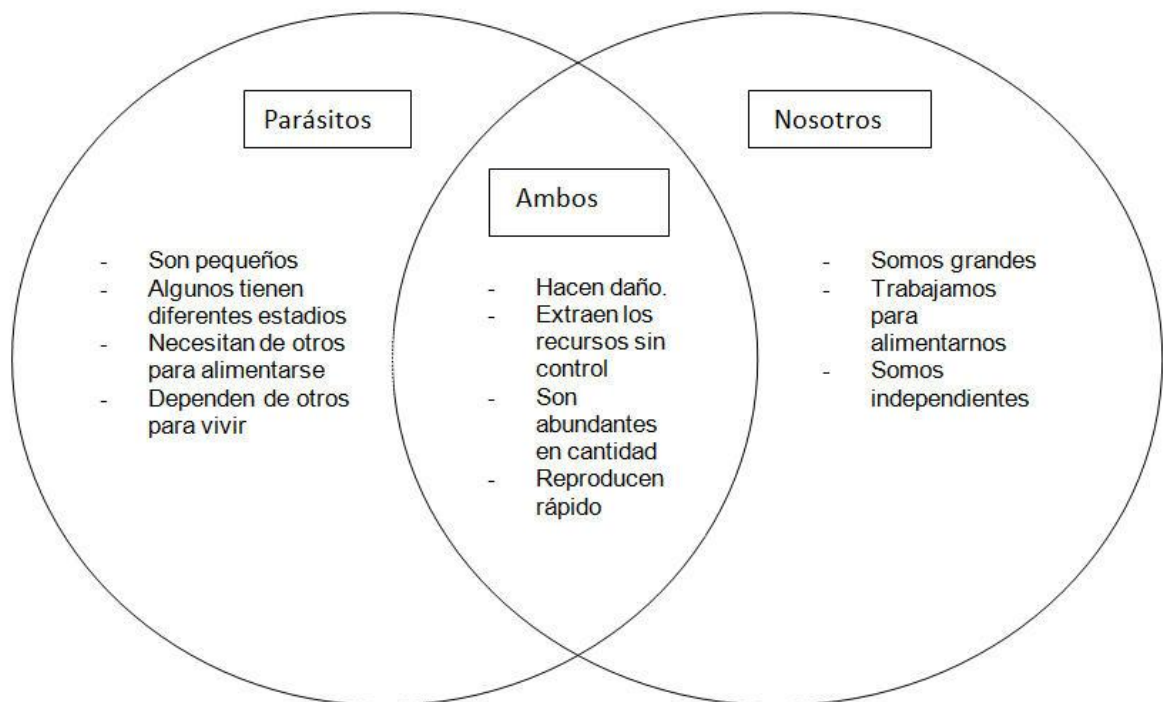 Parásitos
- Son pequeños
- Algunos tienen
diferentes estadios
- Necesitan de otros
para alimentarse
- Dependen de otros
para vivir
Ambos
- Hacen daño.
- Extraen los
recursos sin
control
- Son
abundantes
en cantidad
- Reproducen
rápido
Nosotros
- Somos grandes
- Trabajamos
para
alimentarnos
- Somos
independientes